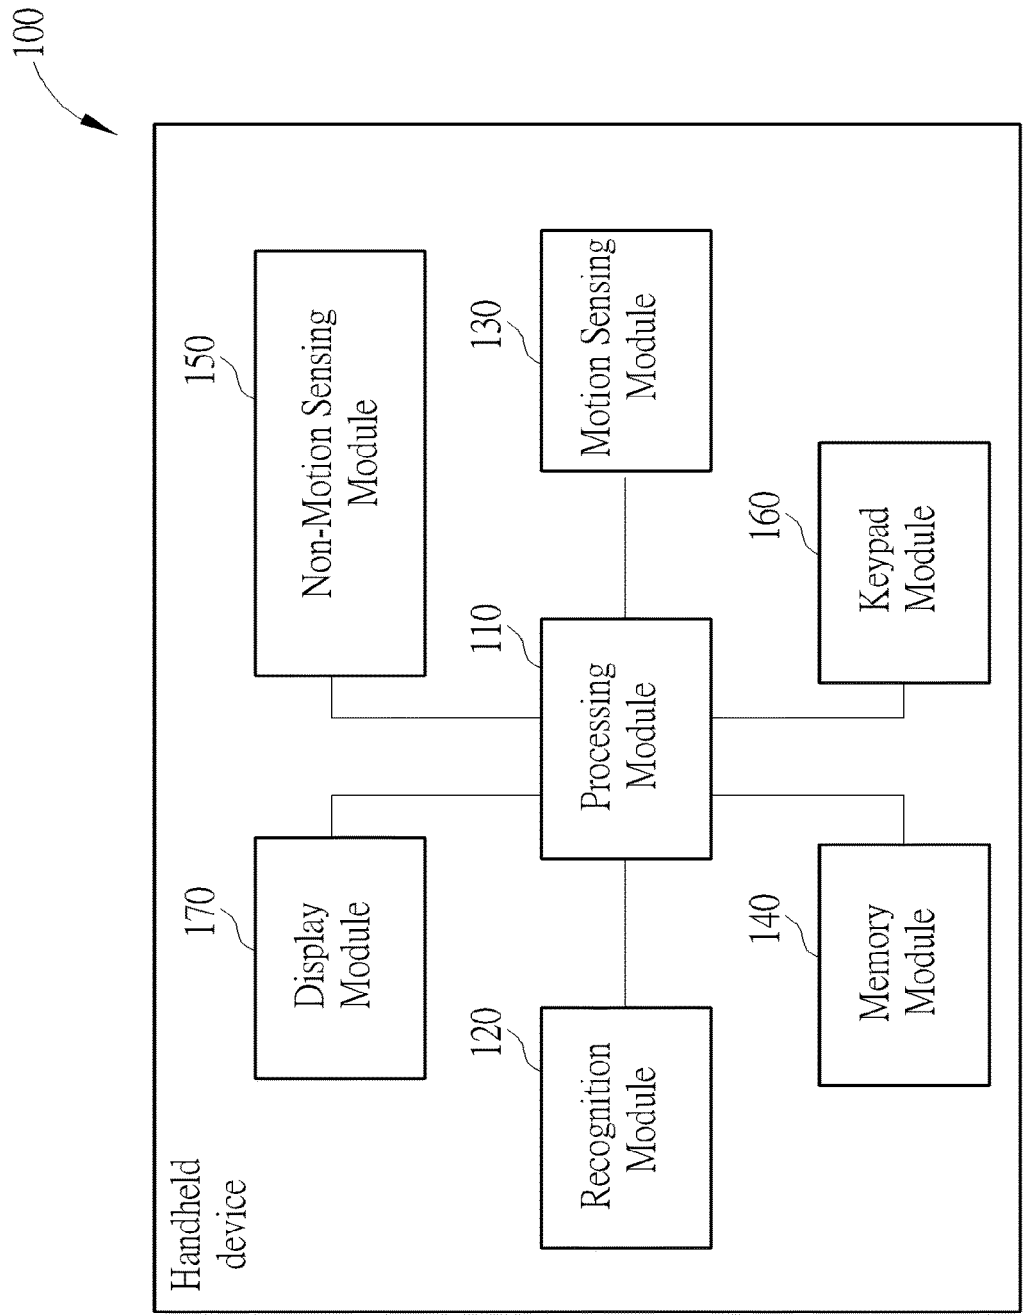 100
Handheld
device
170
Display
Module
150
Non-Motion Sensing
Module
120
Recognition
Module
110
Processing
Module
130
Motion Sensing
Module
140
Memory
Module
160
Keypad
Module